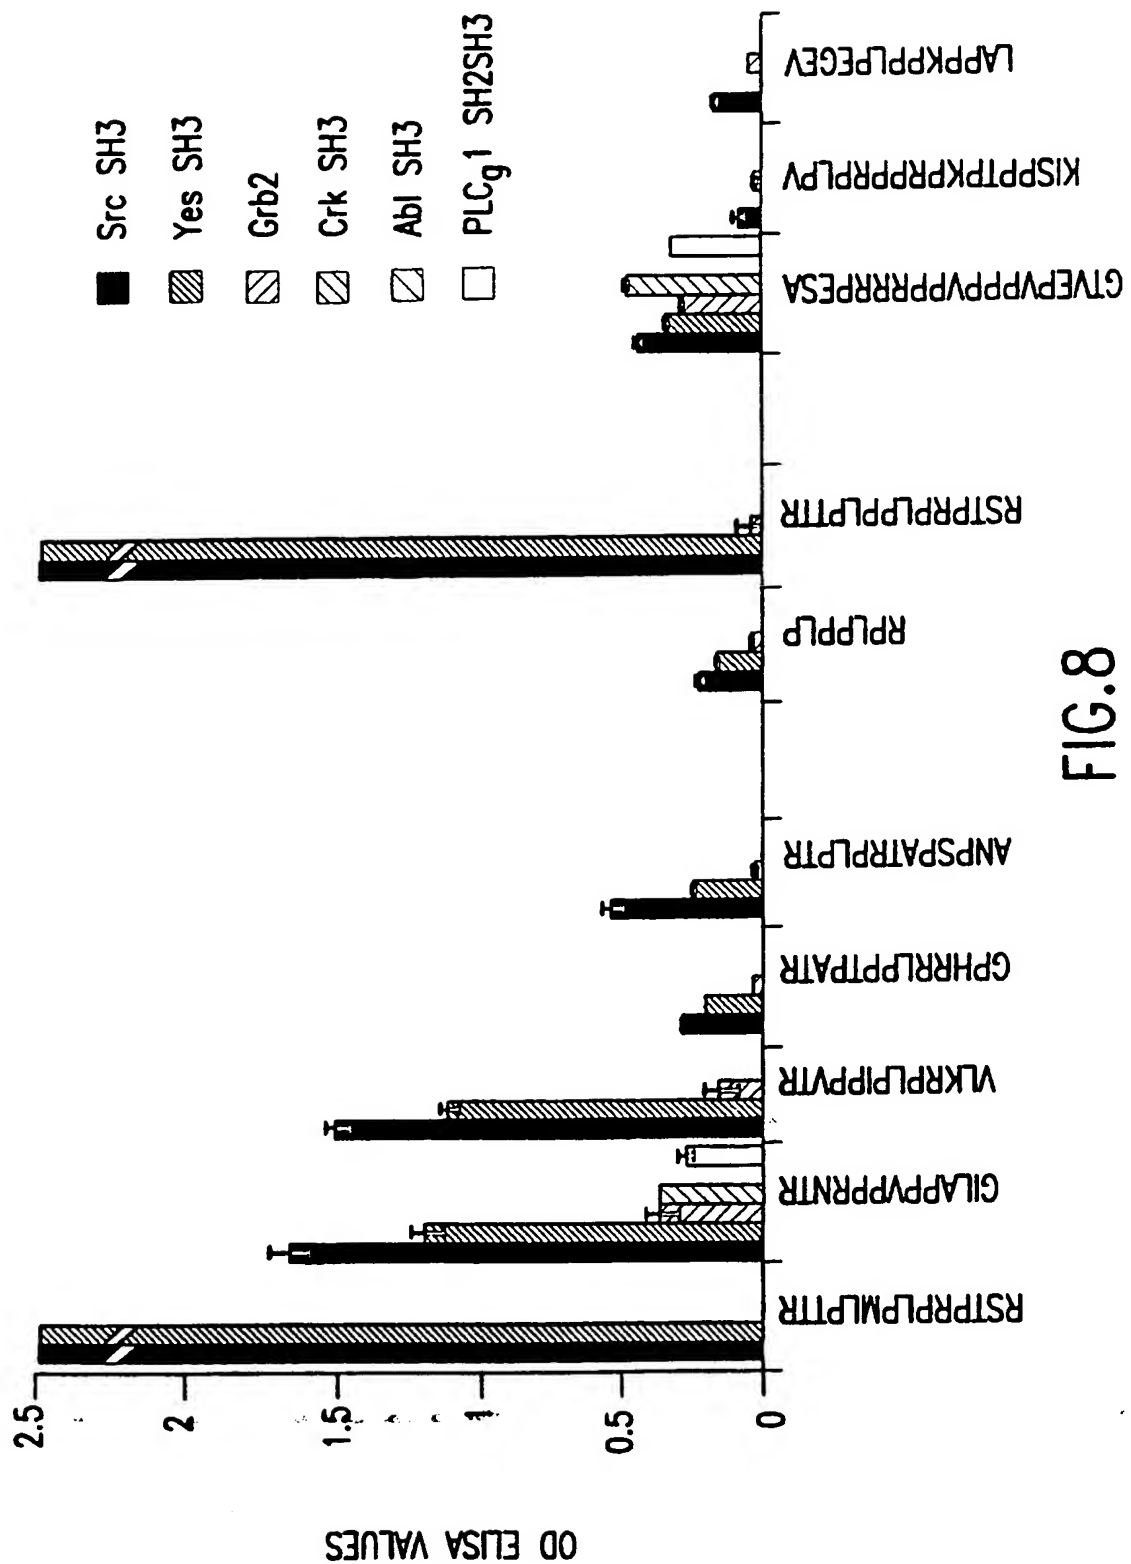 Src SH3
Yes SH3
Grb2
Crk SH3
Abl SH3
PLCg1 SH2SH3
OD ELISA VALUES
2.5
2
1.5
1
0.5
0
RSTPRPLPMLPTTR
GILAPPVPPRNTR
VLKRPLPIPPVTR
GPHRRLPPTPATR
ANPSPATRPLPTR
RPLPPLP
RSTPRPLPPLPTTR
GTVEPVPPPVPPRRRPESA
KISPPTPKPRPPRPLPV
LAPPKPPLPEGEV
FIG.8